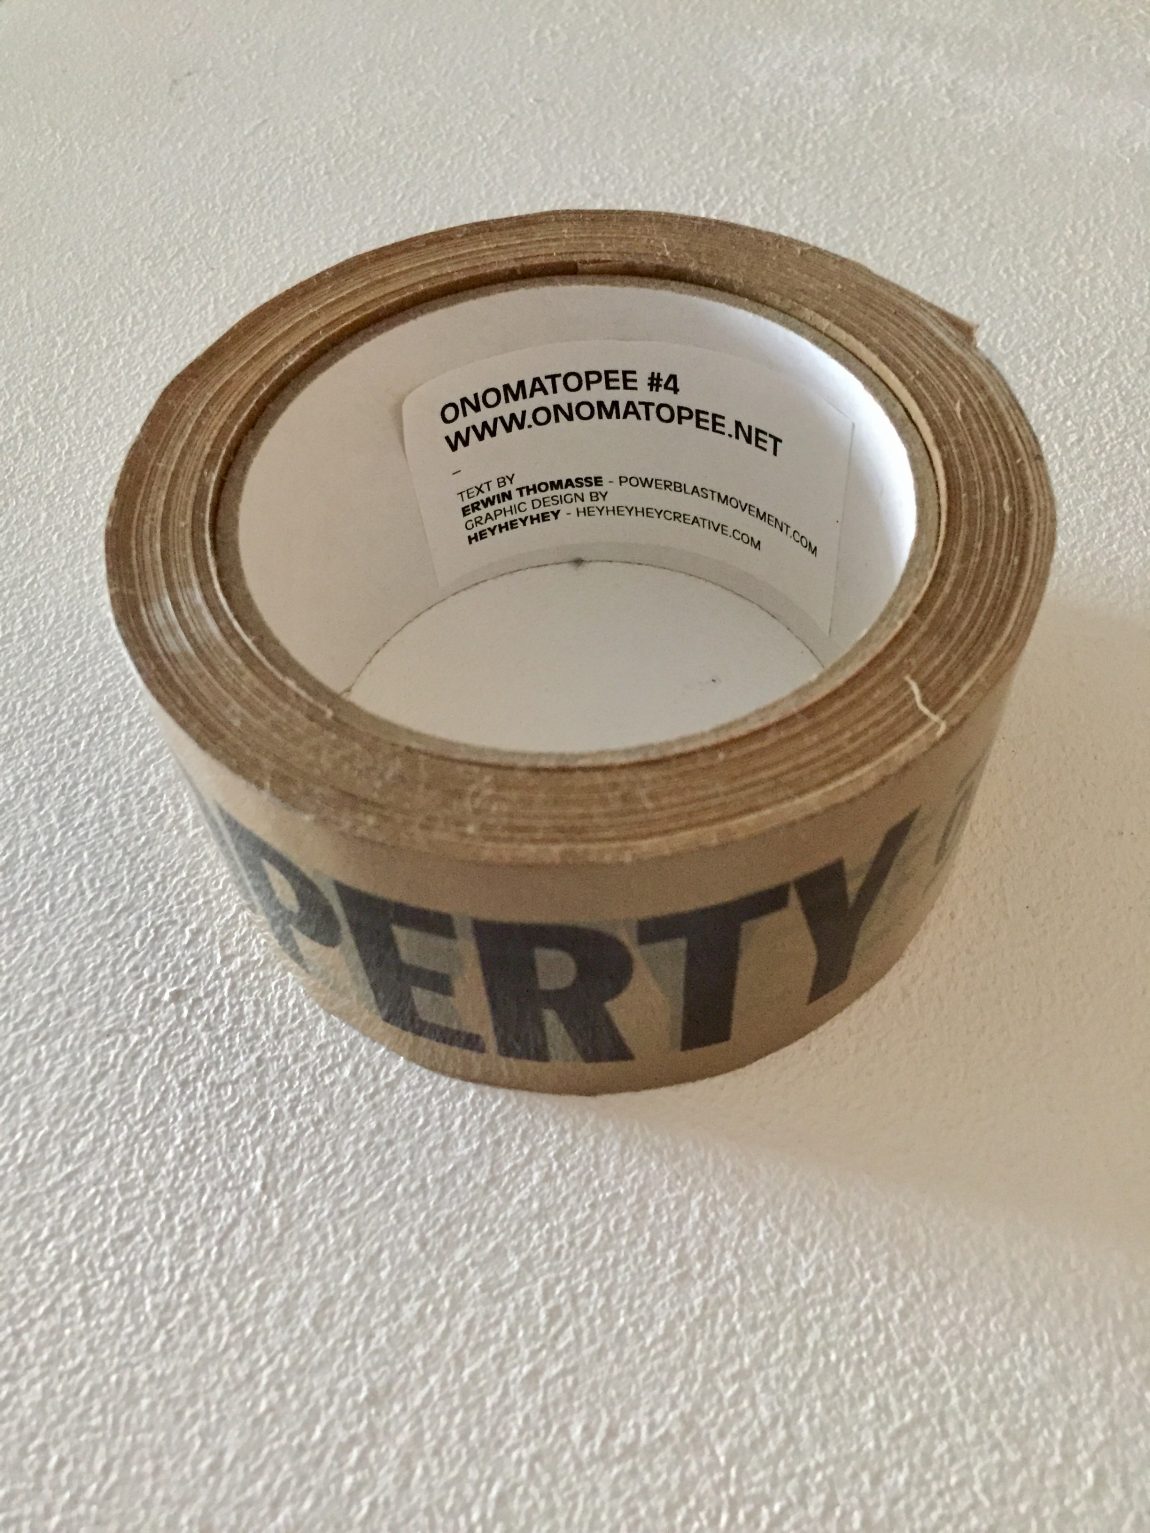 ONOMATOPEE #4
WWW.ONOMATOPEE.NET
–
TEXT BY
ERWIN THOMASSE - POWERBLASTMOVEMENT.COM
GRAPHIC DESIGN BY
HEYHEYHEY - HEYHEYHEYCREATIVE.COM
PERTY